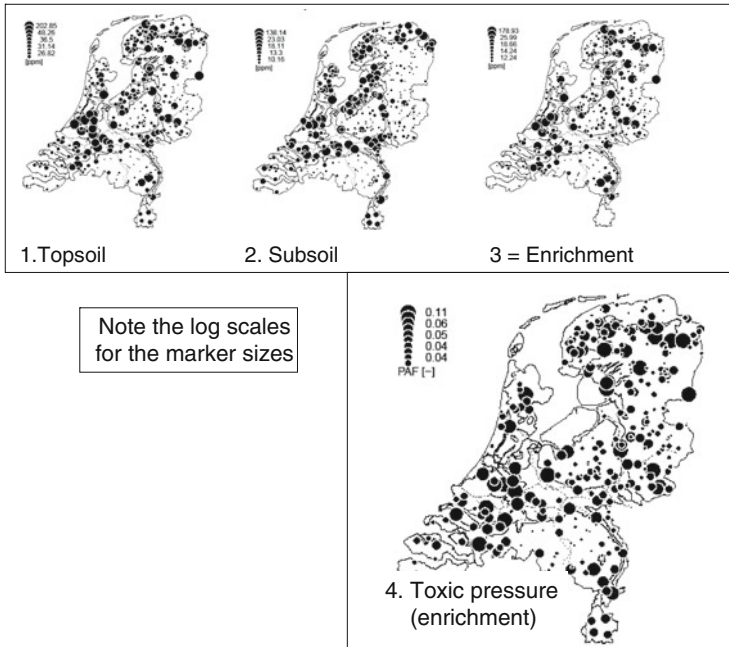 202.85
48.26
36.5
31.14
26.82
[ppm]
138.14
23.03
18.11
13.3
10.16
[ppm]
178.93
25.99
18.66
14.24
12.24
[ppm]
1.Topsoil
2. Subsoil
3 = Enrichment
Note the log scales
for the marker sizes
0.11
0.06
0.05
0.04
0.04
PAF [-]
4. Toxic pressure
(enrichment)